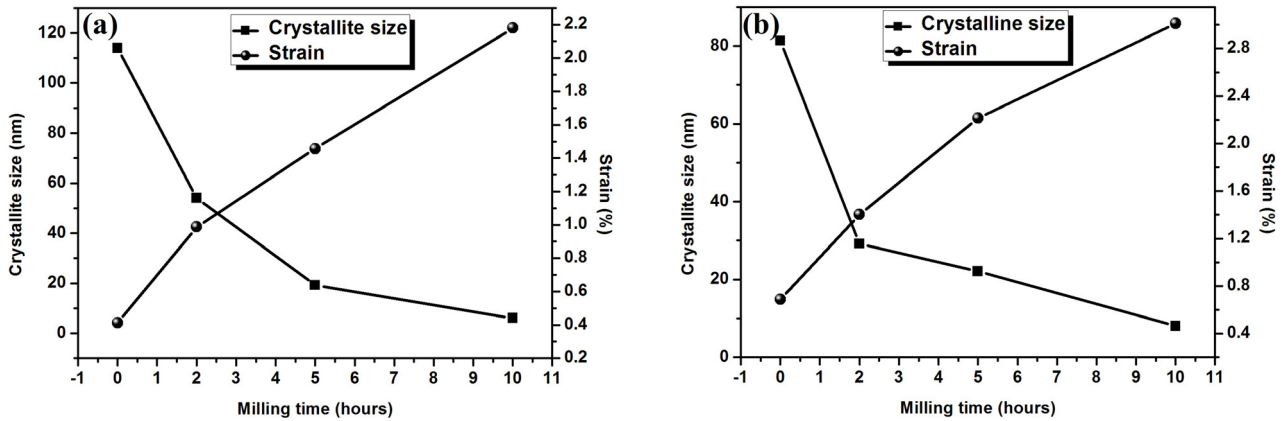 (a)
Crystallite size
Strain
Crystallite size (nm)
120
100
80
60
40
20
0
2.2
2.0
1.8
1.6
1.4
1.2
1.0
0.8
0.6
0.4
0.2
Strain (%)
-1 0 1 2 3 4 5 6 7 8 9 10 11
Milling time (hours)
(b)
Crystalline size
Strain
Crystallite size (nm)
80
60
40
20
0
2.8
2.4
2.0
1.6
1.2
0.8
0.4
Strain (%)
-1 0 1 2 3 4 5 6 7 8 9 10 11
Milling time (hours)